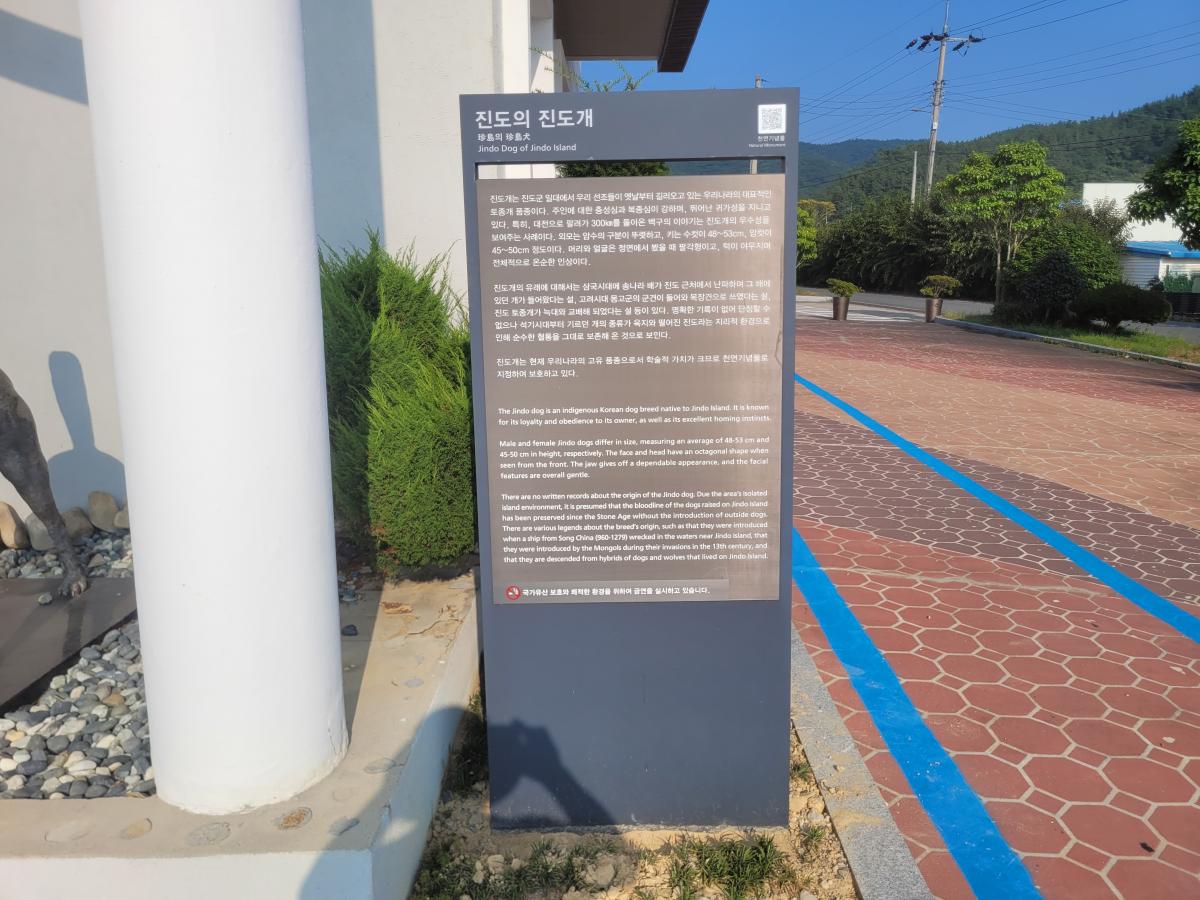 진도의 진도개
珍島의 珍島犬
Jindo Dog of Jindo Island
천연기념물
Natural Monument
진도개는 진도군 일대에서 우리 선조들이 옛날부터 길러오고 있는 우리나라의 대표적인
토종개 품종이다. 주인에 대한 충성심과 복종심이 강하며, 뛰어난 귀가성을 지니고
있다. 특히, 대전으로 팔려가 300㎞를 돌아온 백구의 이야기는 진도개의 우수성을
보여주는 사례이다. 외모는 암수의 구분이 뚜렷하고, 키는 수컷이 48~53cm, 암컷이
45~50cm 정도이다. 머리와 얼굴은 정면에서 봤을 때 팔각형이고, 턱이 야무지며
전체적으로 온순한 인상이다.
진도개의 유래에 대해서는 삼국시대에 송나라 배가 진도 근처에서 난파하며 그 배에
있던 개가 들어왔다는 설, 고려시대 몽고군의 군견이 들어와 목장견으로 쓰였다는 설,
진도 토종개가 늑대와 교배해 되었다는 설 등이 있다. 명확한 기록이 없어 단정할 수
없으나 석기시대부터 기르던 개의 종류가 육지와 떨어진 진도라는 지리적 환경으로
인해 순수한 혈통을 그대로 보존해 온 것으로 보인다.
진도개는 현재 우리나라의 고유 품종으로서 학술적 가치가 크므로 천연기념물로
지정하여 보호하고 있다.
The Jindo dog is an indigenous Korean dog breed native to Jindo Island. It is known
for its loyalty and obedience to its owner, as well as its excellent homing instincts.
Male and female Jindo dogs differ in size, measuring an average of 48-53 cm and
45-50 cm in height, respectively. The face and head have an octagonal shape when
seen from the front. The jaw gives off a dependable appearance, and the facial
features are overall gentle.
There are no written records about the origin of the Jindo dog. Due the area's isolated
island environment, it is presumed that the bloodline of the dogs raised on Jindo Island
has been preserved since the Stone Age without the introduction of outside dogs.
There are various legends about the breed's origin, such as that they were introduced
when a ship from Song China (960-1279) wrecked in the waters near Jindo Island, that
they were introduced by the Mongols during their invasions in the 13th century, and
that they are descended from hybrids of dogs and wolves that lived on Jindo Island.
국가유산 보호와 쾌적한 환경을 위하여 금연을 실시하고 있습니다.